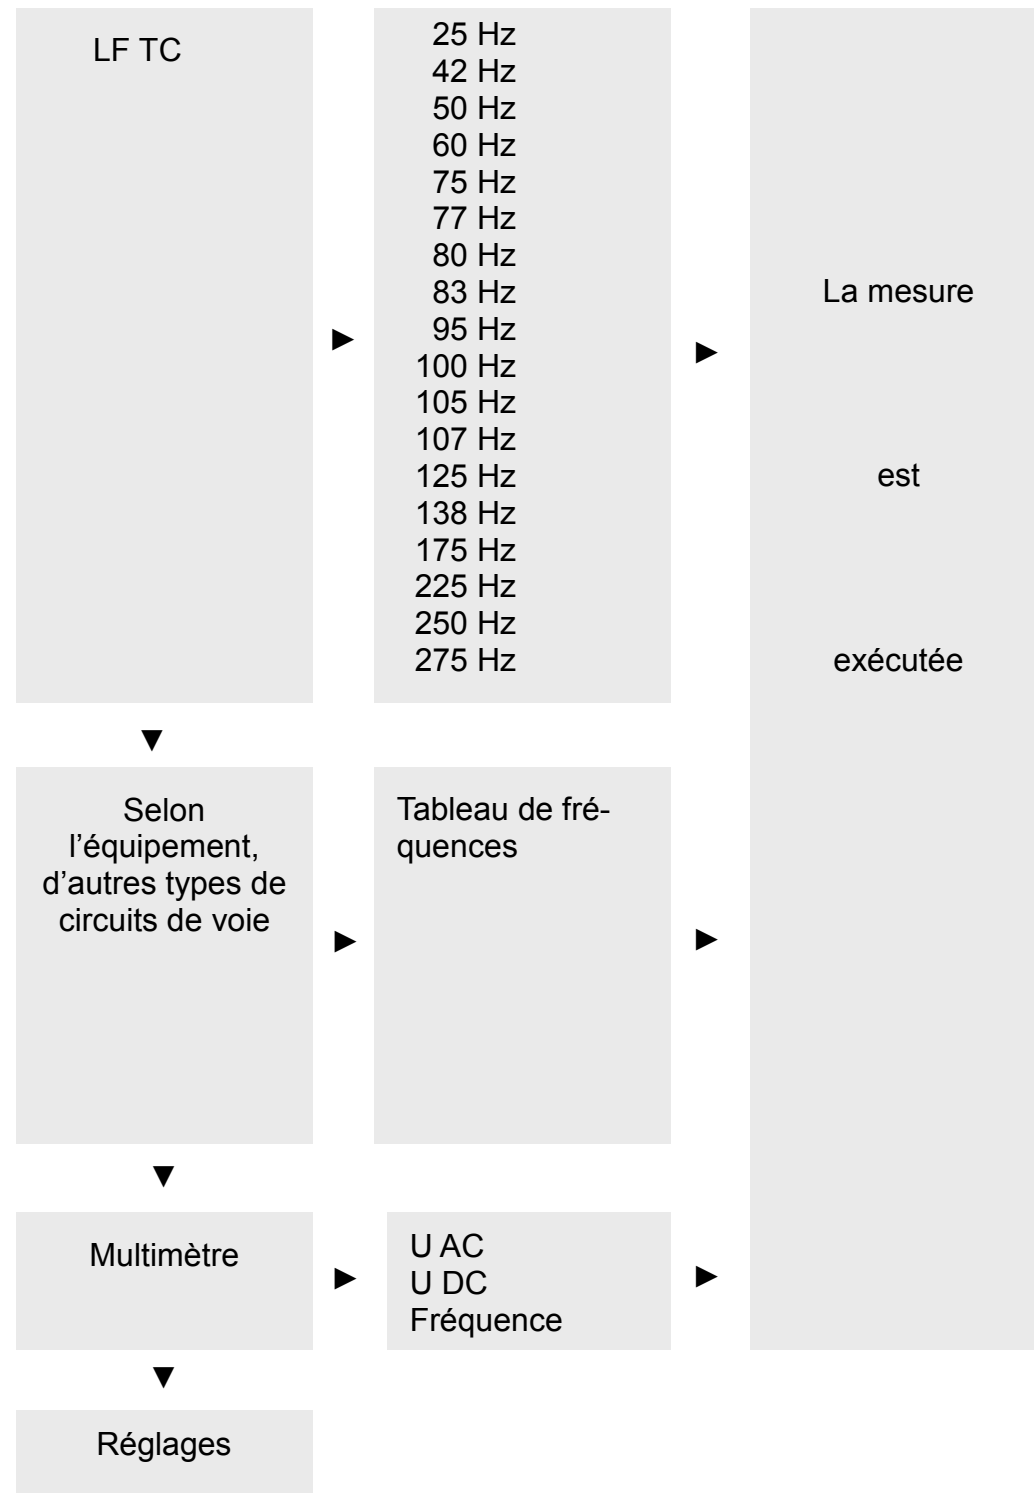 LF TC
25 Hz
42 Hz
50 Hz
60 Hz
75 Hz
77 Hz
80 Hz
83 Hz
95 Hz
100 Hz
105 Hz
107 Hz
125 Hz
138 Hz
175 Hz
225 Hz
250 Hz
275 Hz
La mesure
est
exécutée
Selon
l’équipement,
d’autres types de
circuits de voie
Tableau de fré-
quences
Multimètre
U AC
U DC
Fréquence
Réglages